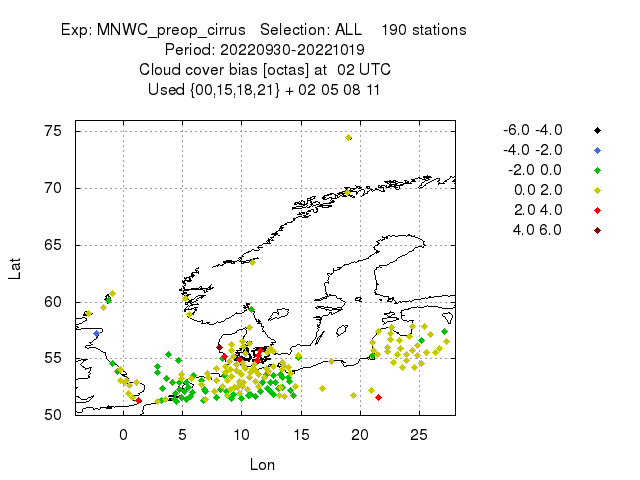 Exp: MNWC_preop_cirrus Selection: ALL 190 stations
Period: 20220930-20221019
Cloud cover bias [octas] at 02 UTC
Used {00,15,18,21} + 02 05 08 11
75
70
65
60
55
50
Lat
0 5 10 15 20 25
Lon
-6.0 -4.0
-4.0 -2.0
-2.0 0.0
0.0 2.0
2.0 4.0
4.0 6.0